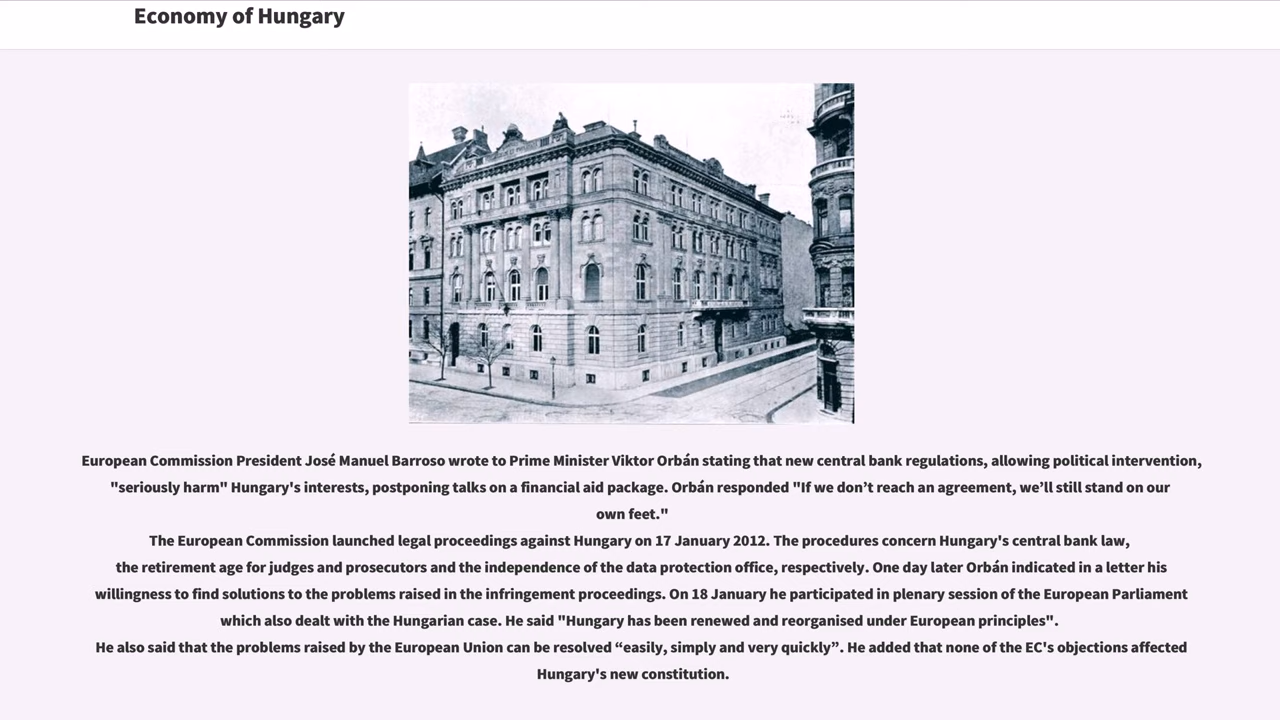 Economy of Hungary
European Commission President José Manuel Barroso wrote to Prime Minister Viktor Orbán stating that new central bank regulations, allowing political intervention,
"seriously harm" Hungary's interests, postponing talks on a financial aid package. Orbán responded "If we don’t reach an agreement, we’ll still stand on our
own feet."
The European Commission launched legal proceedings against Hungary on 17 January 2012. The procedures concern Hungary's central bank law,
the retirement age for judges and prosecutors and the independence of the data protection office, respectively. One day later Orbán indicated in a letter his
willingness to find solutions to the problems raised in the infringement proceedings. On 18 January he participated in plenary session of the European Parliament
which also dealt with the Hungarian case. He said "Hungary has been renewed and reorganised under European principles".
He also said that the problems raised by the European Union can be resolved “easily, simply and very quickly”. He added that none of the EC's objections affected
Hungary's new constitution.